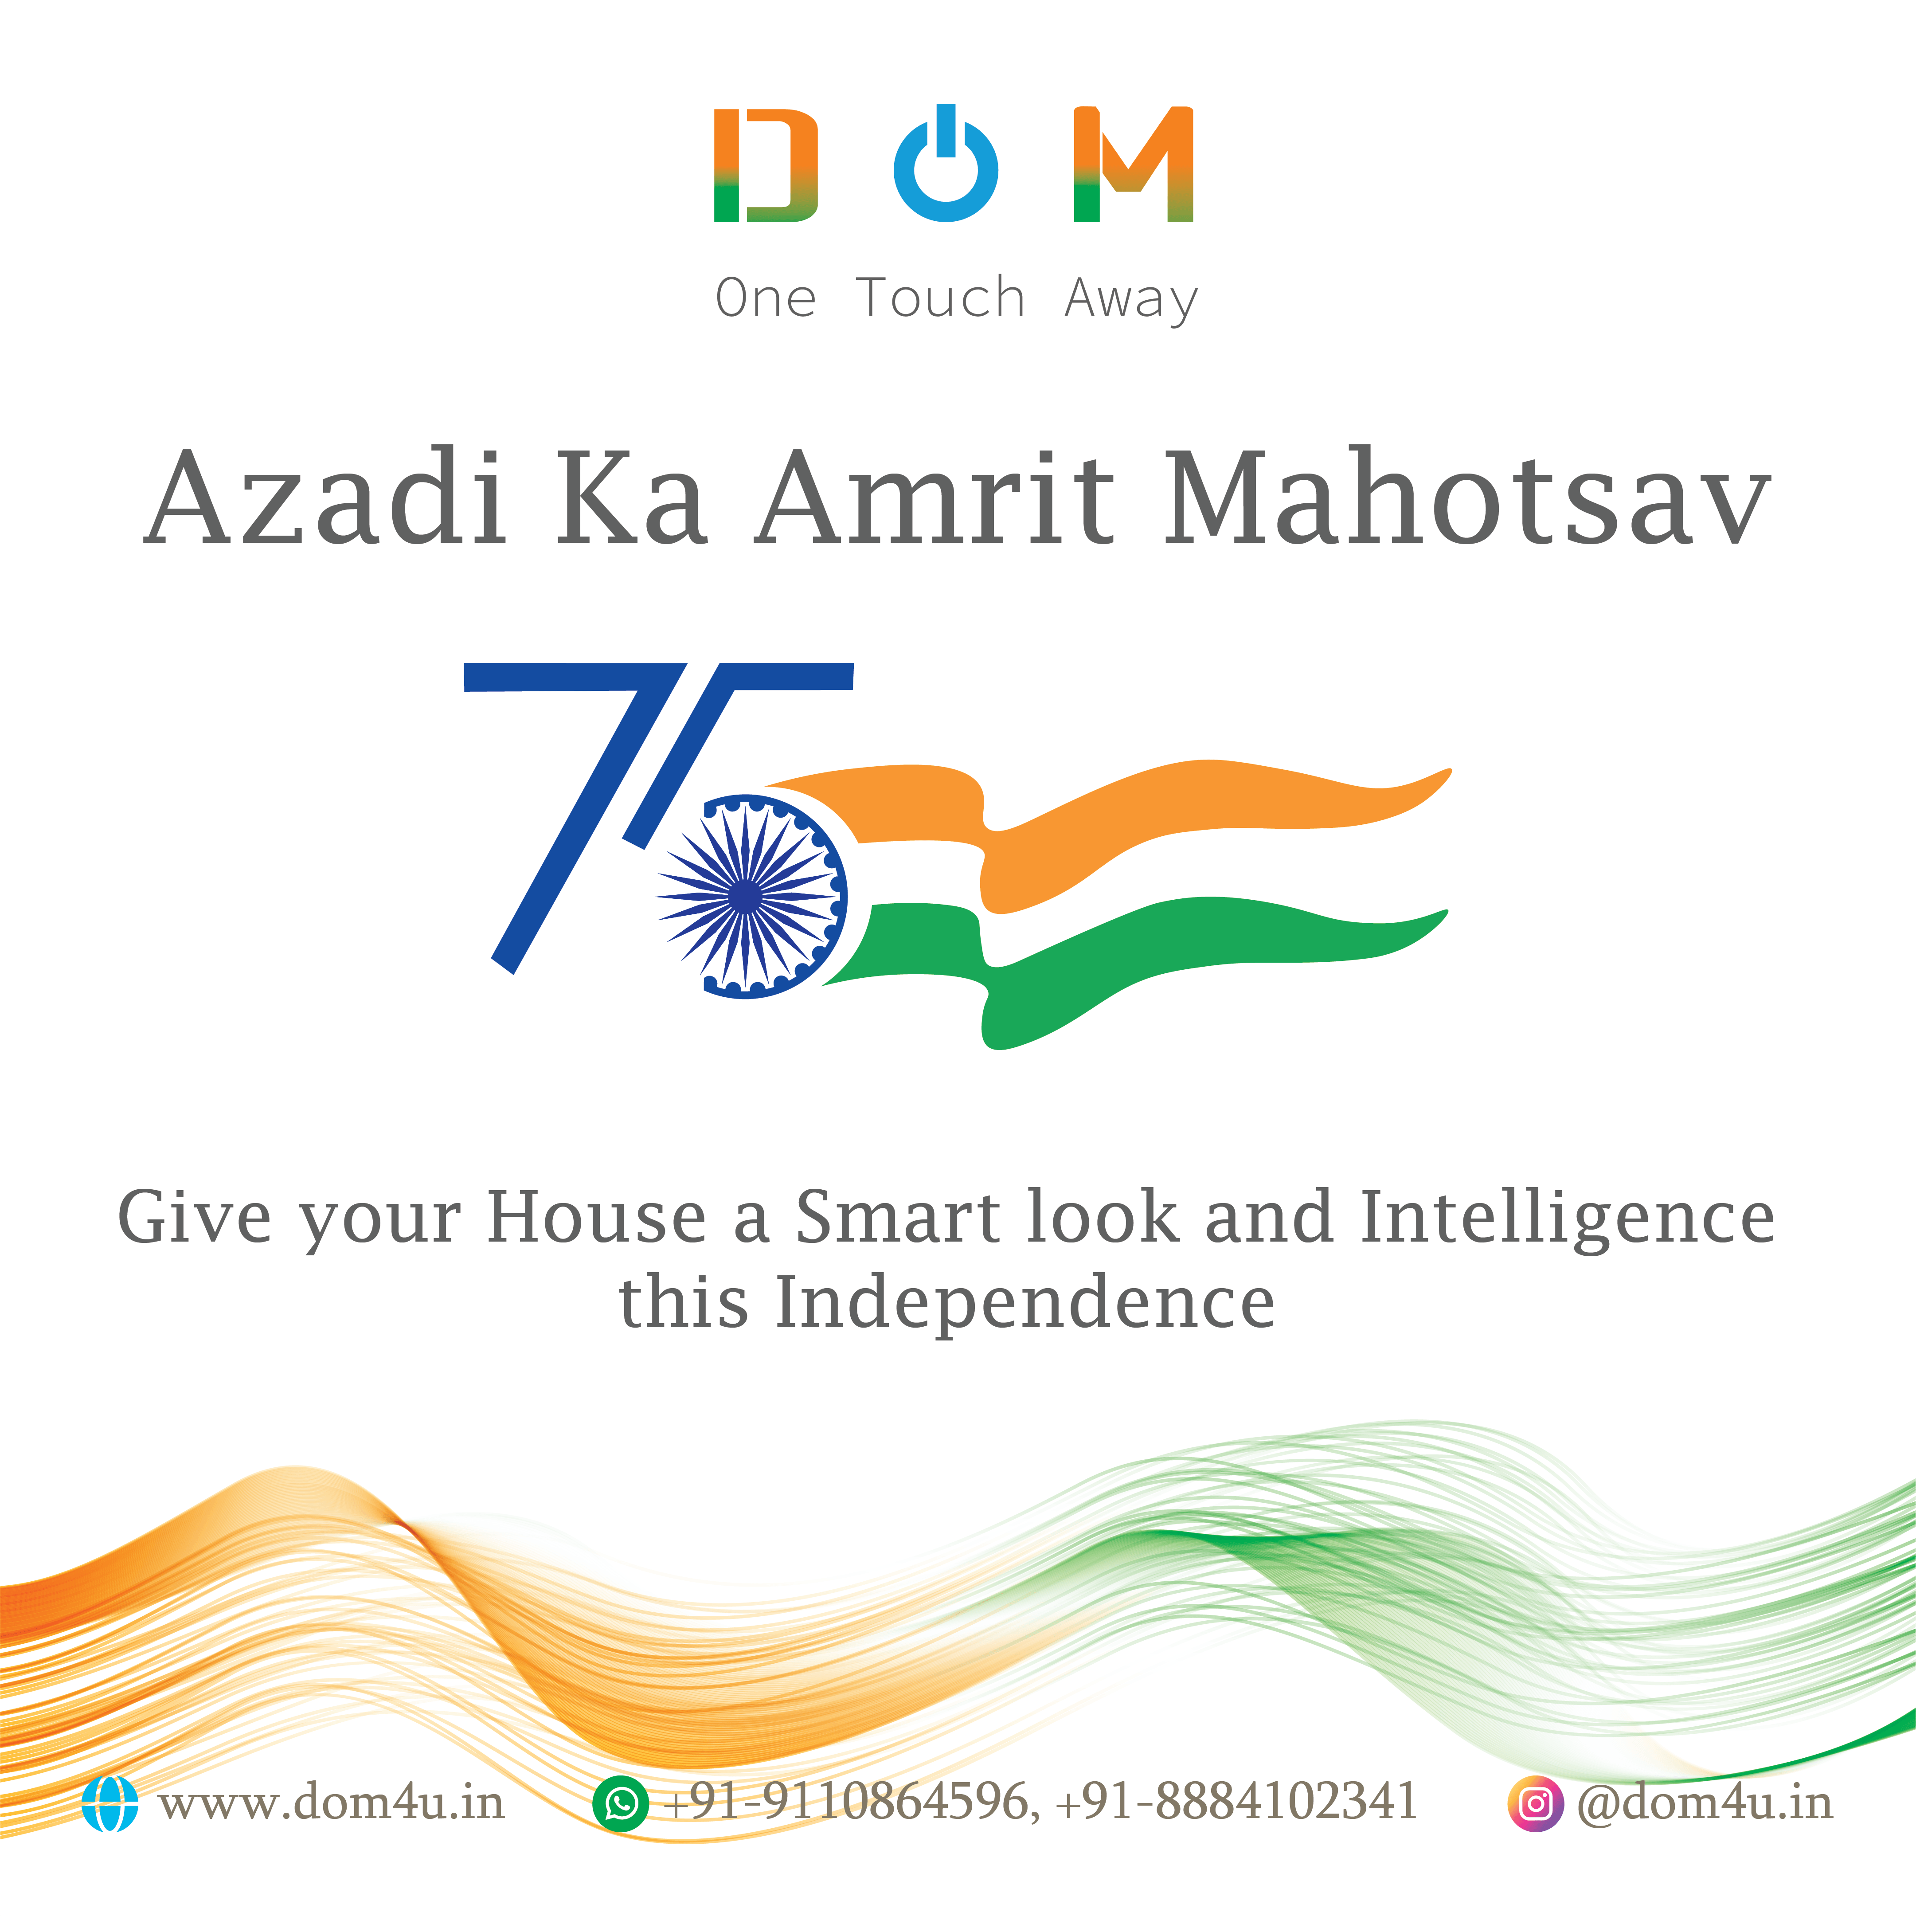 DOM
One Touch Away
Azadi Ka Amrit Mahotsav
75
Give your House a Smart look and Intelligence
this Independence
www.dom4u.in +91-9110864596, +91-8884102341 @dom4u.in